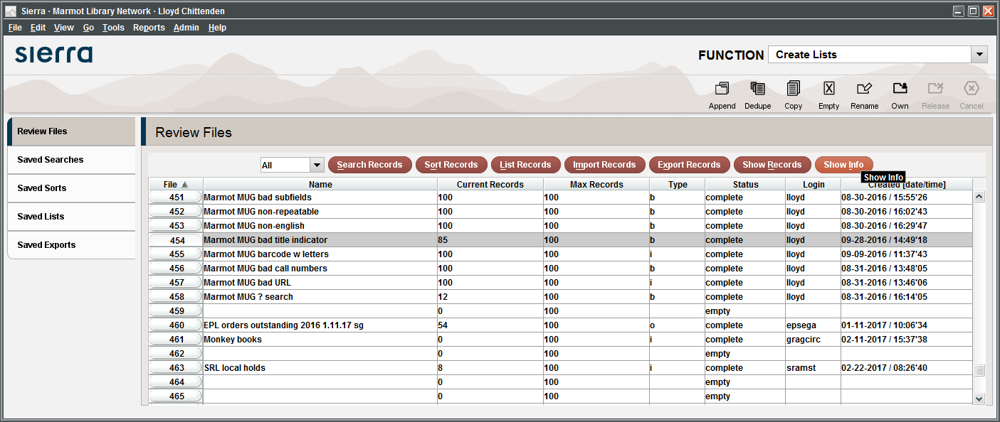 Sierra · Marmot Library Network · Lloyd Chittenden
File Edit View Go Tools Reports Admin Help
sierra
FUNCTION Create Lists
Append Dedupe Copy Empty Rename Own Release Cancel
Review Files
Saved Searches
Saved Sorts
Saved Lists
Saved Exports
Review Files
All Search Records Sort Records List Records Import Records Export Records Show Records Show Info
Show Info
File Name Current Records Max Records Type Status Login Created [date/time]
451 Marmot MUG bad subfields 100 100 b complete lloyd 08-30-2016 / 15:55'26
452 Marmot MUG non-repeatable 100 100 b complete lloyd 08-30-2016 / 16:02'43
453 Marmot MUG non-english 100 100 b complete lloyd 08-30-2016 / 16:29'47
454 Marmot MUG bad title indicator 85 100 b complete lloyd 09-28-2016 / 14:49'18
455 Marmot MUG barcode w letters 100 100 i complete lloyd 09-09-2016 / 11:37'43
456 Marmot MUG bad call numbers 100 100 b complete lloyd 08-31-2016 / 13:48'05
457 Marmot MUG bad URL 100 100 i complete lloyd 08-31-2016 / 13:46'06
458 Marmot MUG ? search 12 100 b complete lloyd 08-31-2016 / 16:14'05
459 0 100 empty
460 EPL orders outstanding 2016 1.11.17 sg 54 100 o complete epsega 01-11-2017 / 10:06'34
461 Monkey books 0 100 i complete gragcirc 02-11-2017 / 15:37'38
462 0 100 empty
463 SRL local holds 8 100 i complete sramst 02-22-2017 / 08:26'40
464 0 100 empty
465 0 100 empty